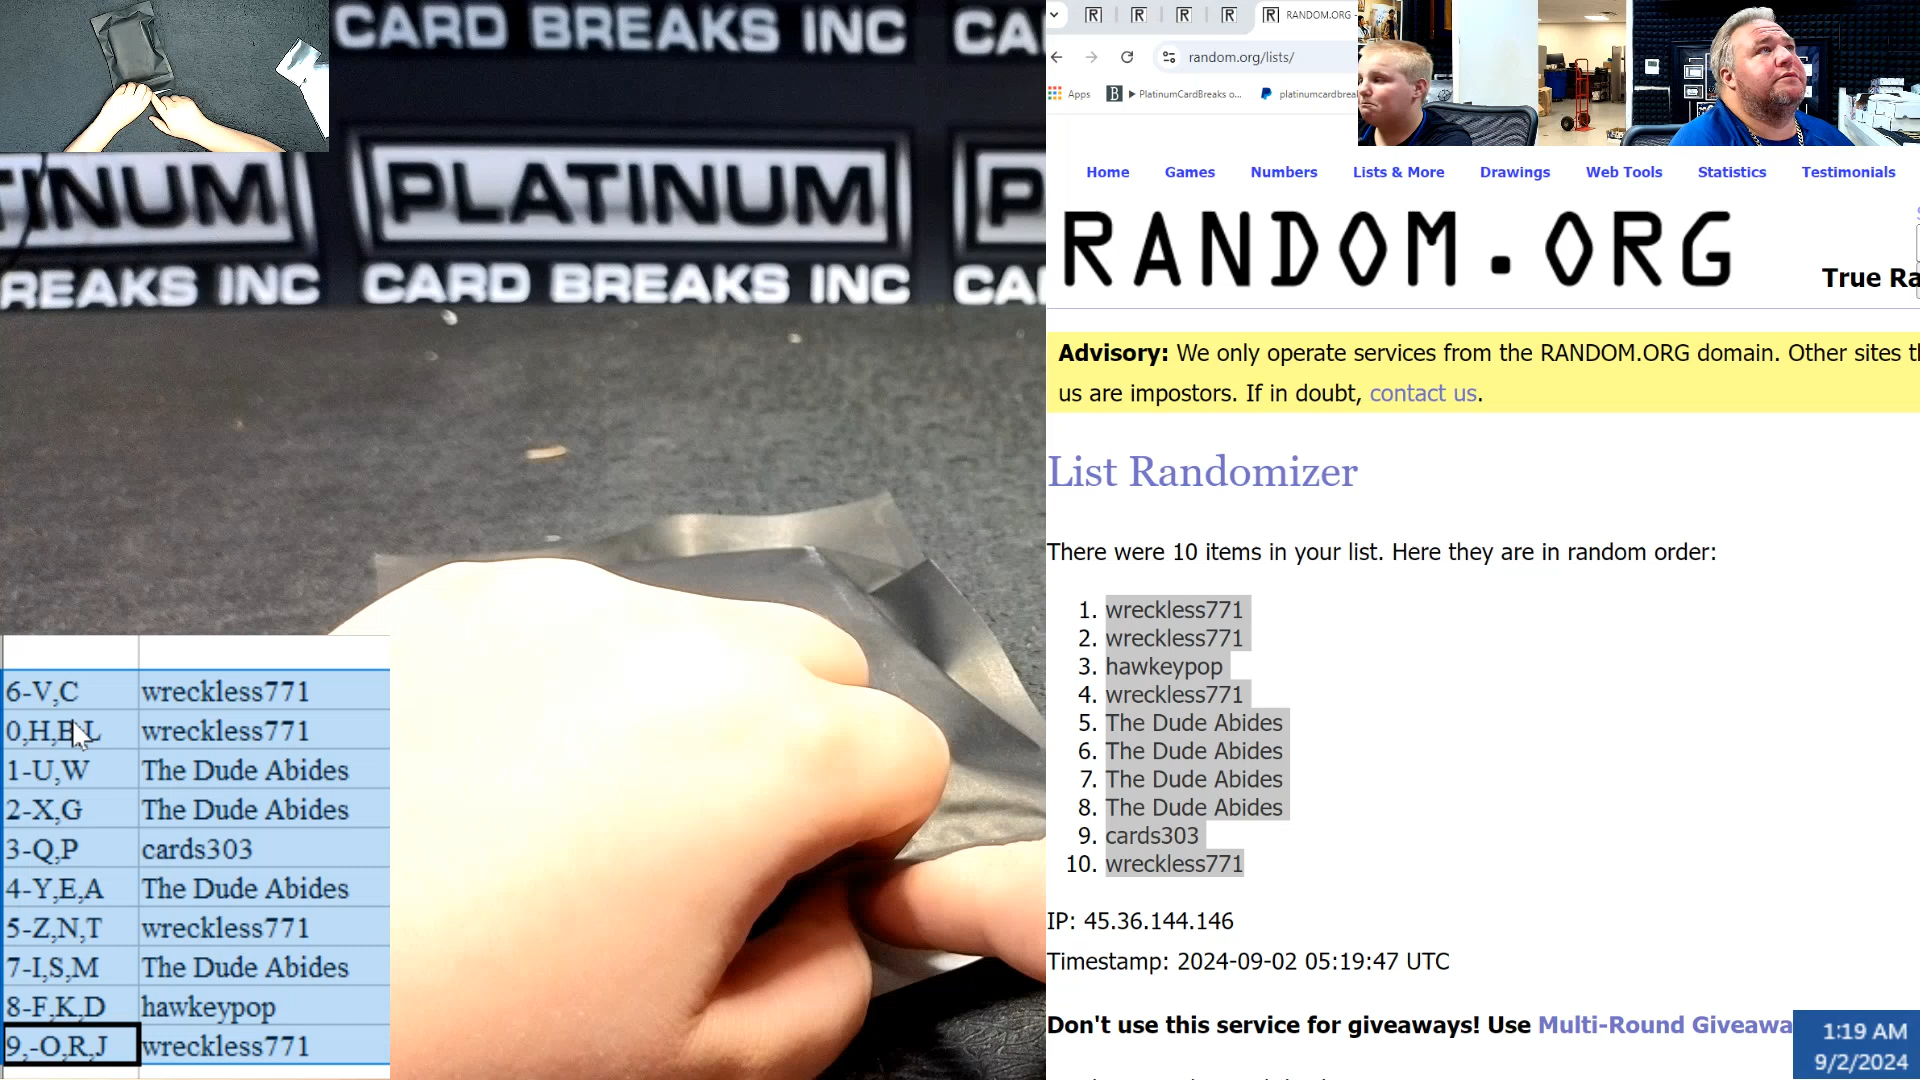 CARD BREAKS INC CA
TINUM PLATINUM P
REAKS INC CARD BREAKS INC CA
6-V,C wreckless771
0,H,B,L wreckless771
1-U,W The Dude Abides
2-X,G The Dude Abides
3-Q,P cards303
4-Y,E,A The Dude Abides
5-Z,N,T wreckless771
7-I,S,M The Dude Abides
8-F,K,D hawkeypop
9,-O,R,J wreckless771
RANDOM.ORG -
random.org/lists/
Apps PlatinumCardBreaks o... platinumcardbreak
Home Games Numbers Lists & More Drawings Web Tools Statistics Testimonials
RANDOM.ORG
True Ra
Advisory: We only operate services from the RANDOM.ORG domain. Other sites th
us are impostors. If in doubt, contact us.
List Randomizer
There were 10 items in your list. Here they are in random order:
1. wreckless771
2. wreckless771
3. hawkeypop
4. wreckless771
5. The Dude Abides
6. The Dude Abides
7. The Dude Abides
8. The Dude Abides
9. cards303
10. wreckless771
IP: 45.36.144.146
Timestamp: 2024-09-02 05:19:47 UTC
Don't use this service for giveaways! Use Multi-Round Giveawa
1:19 AM
9/2/2024